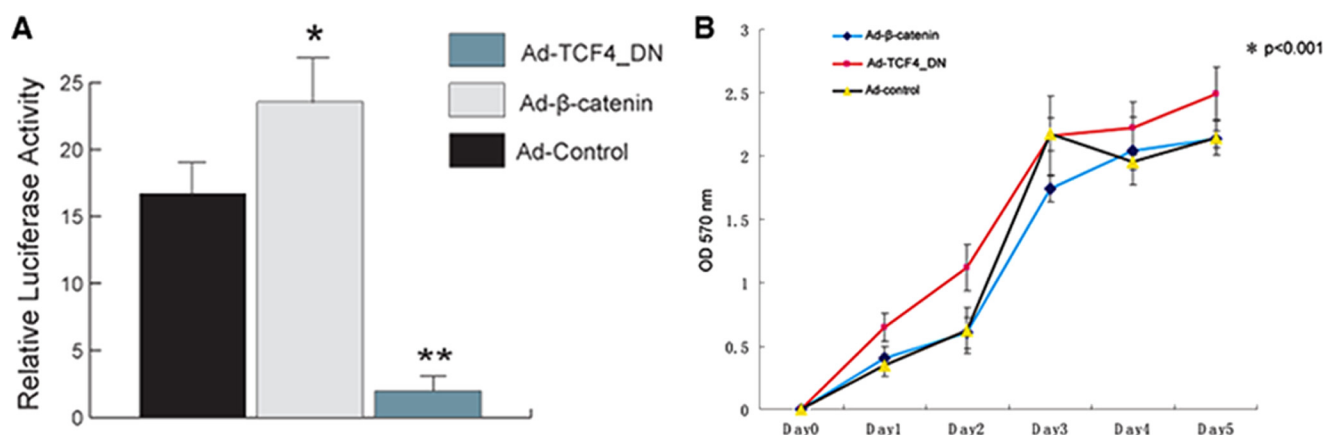 A
Relative Luciferase Activity
25
20
15
10
5
0
*
**
Ad-TCF4_DN
Ad-β-catenin
Ad-Control
B
OD 570 nm
3
2.5
2
1.5
1
0.5
0
Ad-β-catenin
Ad-TCF4_DN
Ad-control
* p<0.001
Day0 Day1 Day2 Day3 Day4 Day5